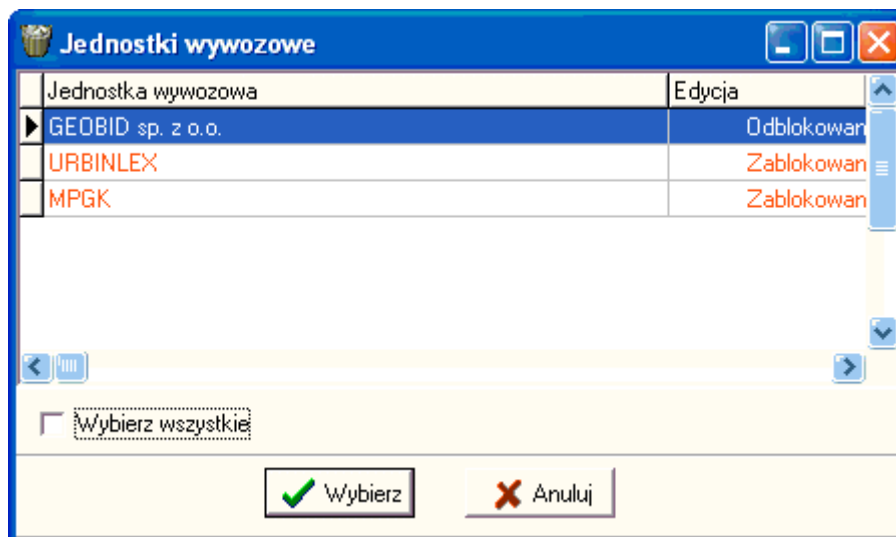 Jednostki wywozowe
Jednostka wywozowa Edycja
GEOBID sp. z o.o. Odblokowan
URBINLEX Zablokowan
MPGK Zablokowan
Wybierz wszystkie
Wybierz Anuluj